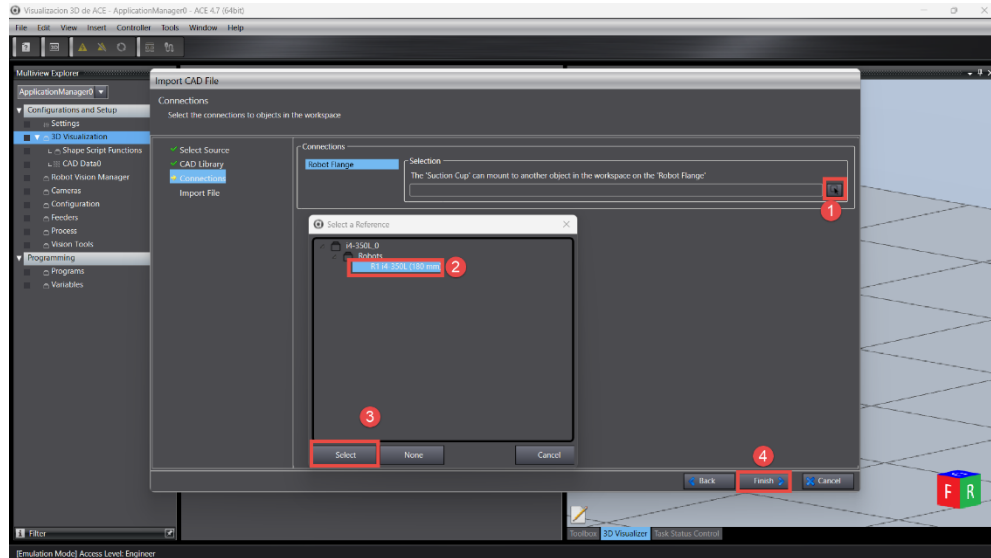 Visualizacion 3D de ACE - ApplicationManager0 - ACE 4.7 (64bit)
File Edit View Insert Controller Tools Window Help
Multiview Explorer
ApplicationManager0
Configurations and Setup
Settings
3D Visualization
Shape Script Functions
CAD Data0
Robot Vision Manager
Cameras
Configuration
Feeders
Process
Vision Tools
Programming
Programs
Variables
Filter
[Emulation Mode] Access Level: Engineer
Import CAD File
Connections
Select the connections to objects in the workspace
Select Source
CAD Library
Connections
Import File
Connections
Robot Flange
Selection
The 'Suction Cup' can mount to another object in the workspace on the 'Robot Flange'
1
Select a Reference
i4-350L_0
Robots
R1 i4-350L (180 mm
2
3
Select None Cancel
4
Back Finish Cancel
F R
Toolbox 3D Visualizer Task Status Control